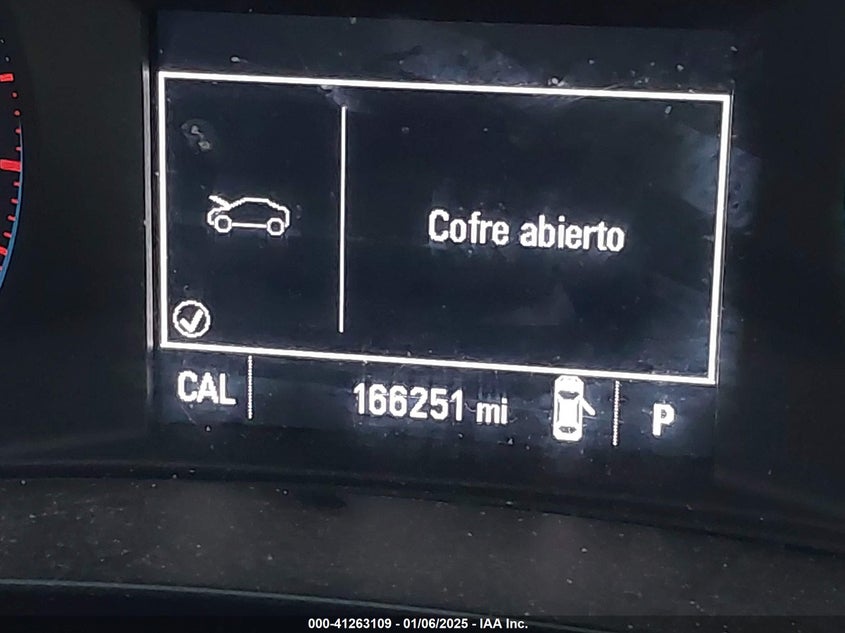 Cofre abierto
CAL 166251 mi P
000-41263109 - 01/06/2025 - IAA Inc.